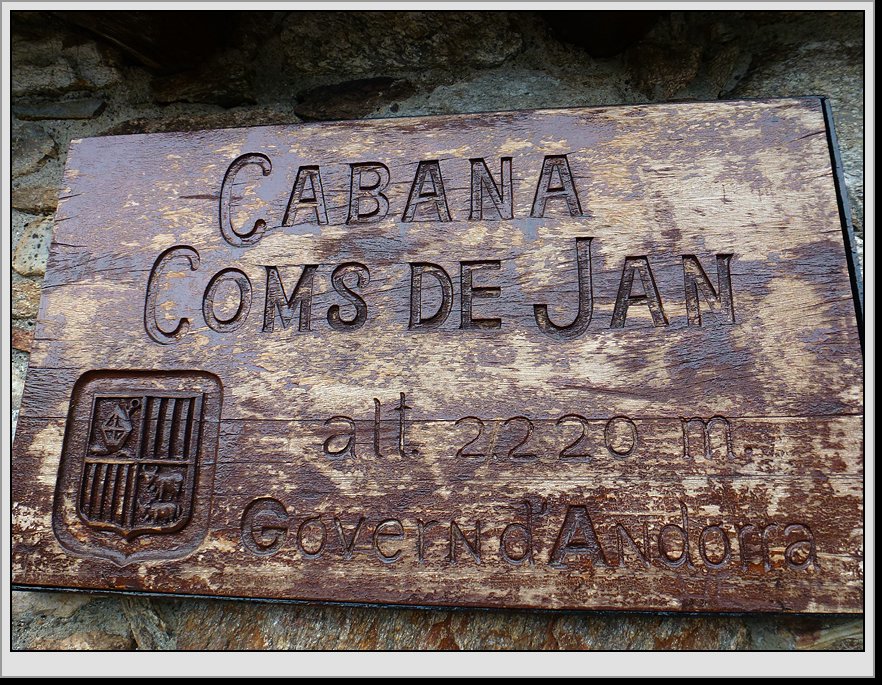 CABANA
COMS DE JAN
alt. 2220 m.
Govern d'Andorra